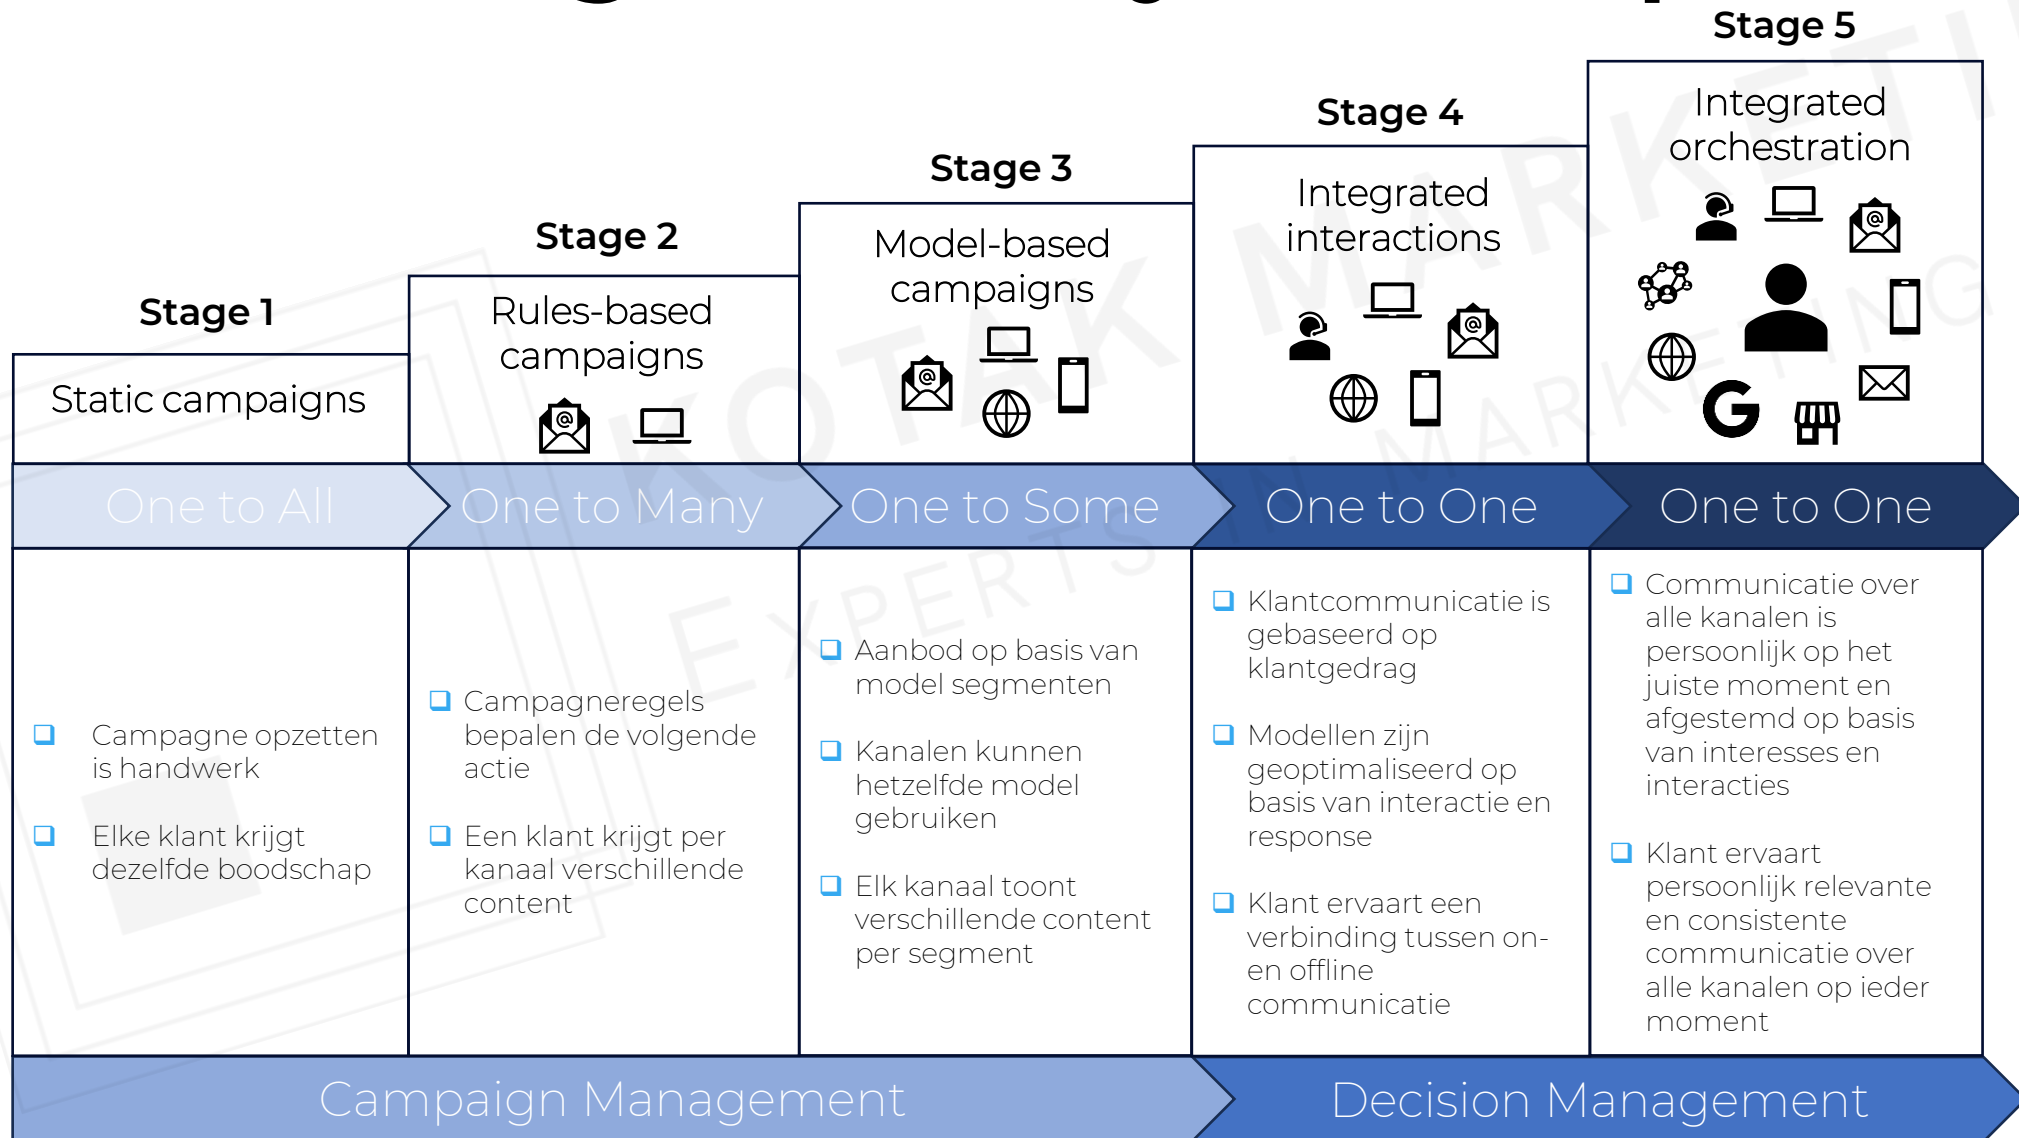 Stage 1
Static campaigns
One to All
Campagne opzetten
is handwerk
Elke klant krijgt
dezelfde boodschap
Stage 2
Rules-based
campaigns
@
One to Many
Campagneregels
bepalen de volgende
actie
Een klant krijgt per
kanaal verschillende
content
Stage 3
Model-based
campaigns
@
One to Some
Aanbod op basis van
model segmenten
Kanalen kunnen
hetzelfde model
gebruiken
Elk kanaal toont
verschillende content
per segment
Stage 4
Integrated
interactions
@
One to One
Klantcommunicatie is
gebaseerd op
klantgedrag
Modellen zijn
geoptimaliseerd op
basis van interactie en
response
Klant ervaart een
verbinding tussen on-
en offline
communicatie
Stage 5
Integrated
orchestration
@
G
One to One
Communicatie over
alle kanalen is
persoonlijk op het
juiste moment en
afgestemd op basis
van interesses en
interacties
Klant ervaart
persoonlijk relevante
en consistente
communicatie over
alle kanalen op ieder
moment
Campaign Management
Decision Management
KOTAK MARKETI
EXPERTS IN MARKETING